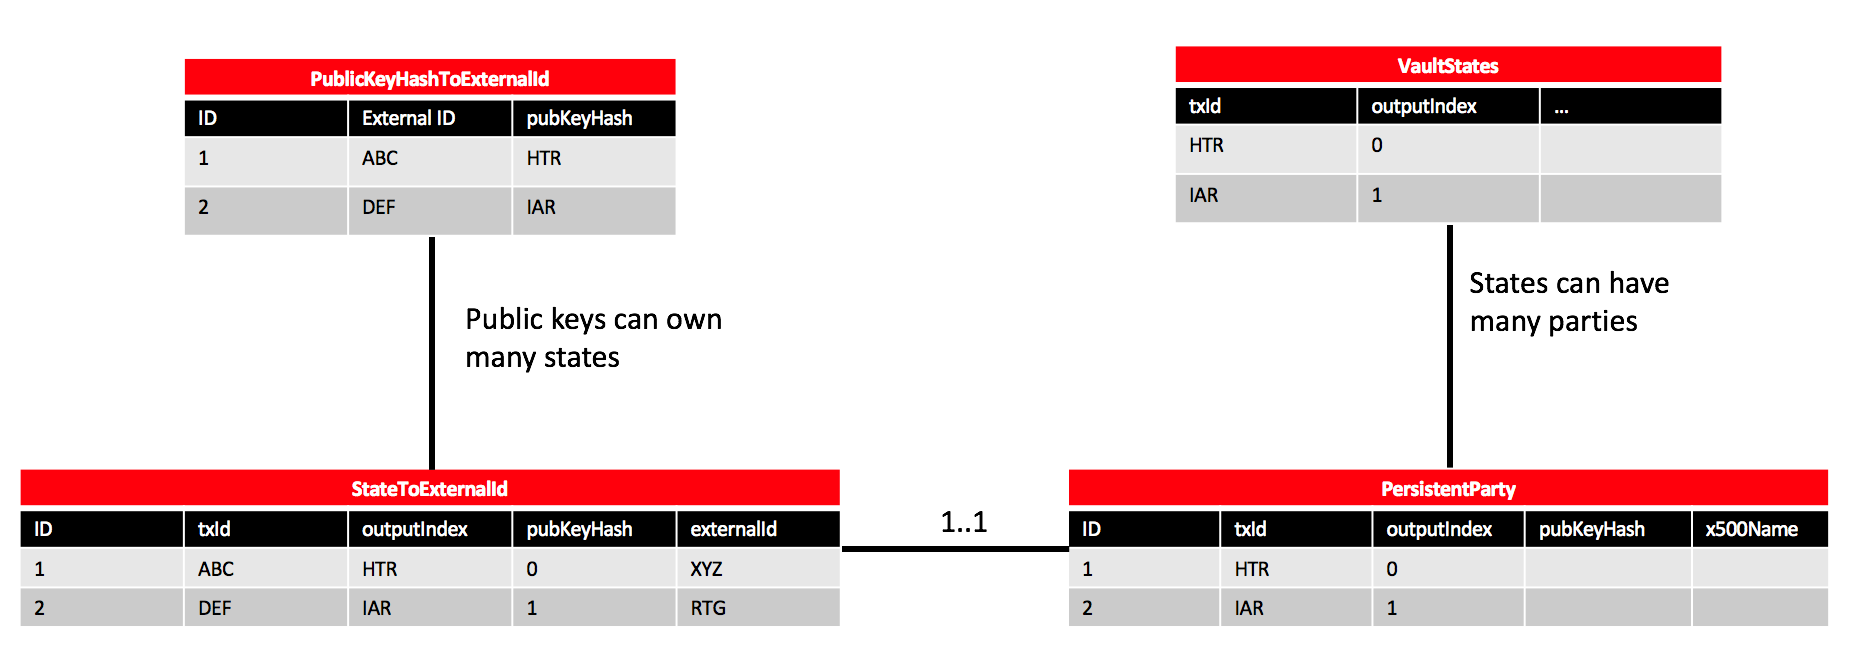 PublicKeyHashToExternalId
ID External ID pubKeyHash
1 ABC HTR
2 DEF IAR
VaultStates
txId outputIndex ...
HTR 0
IAR 1
Public keys can own
many states
States can have
many parties
StateToExternalId
ID txId outputIndex pubKeyHash externalId
1 ABC HTR 0 XYZ
2 DEF IAR 1 RTG
1..1
PersistentParty
ID txId outputIndex pubKeyHash x500Name
1 HTR 0
2 IAR 1